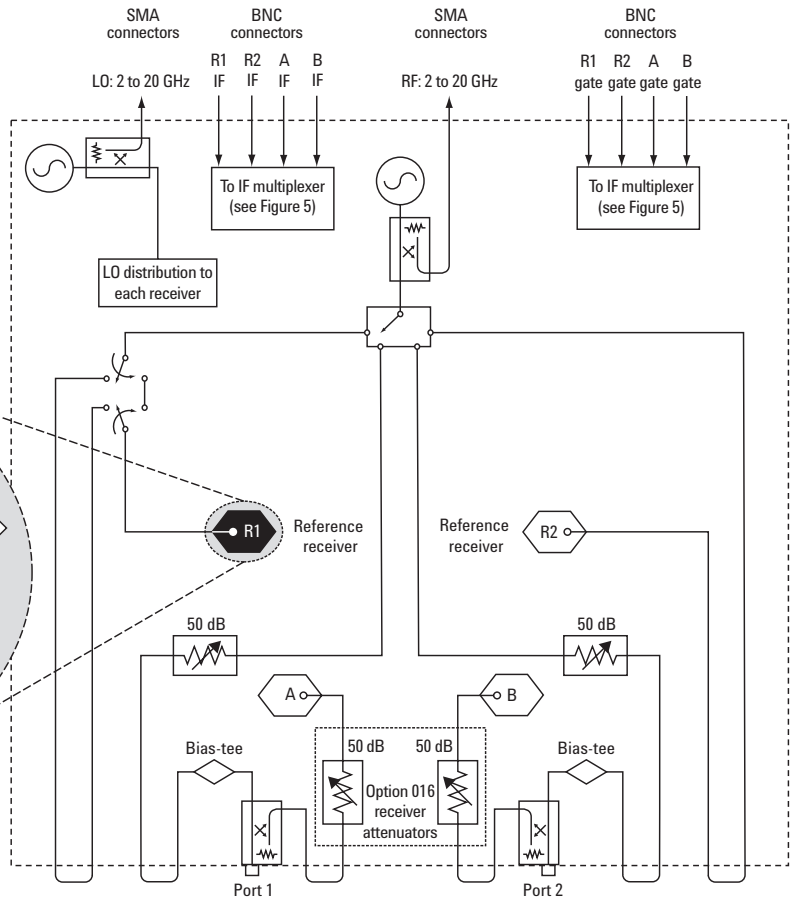 SMA
connectors
BNC
connectors
SMA
connectors
BNC
connectors
R1
IF
R2
IF
A
IF
B
IF
R1
gate
R2
gate
A
gate
B
gate
LO: 2 to 20 GHz
RF: 2 to 20 GHz
To IF multiplexer
(see Figure 5)
To IF multiplexer
(see Figure 5)
LO distribution to
each receiver
R1
Reference
receiver
Reference
receiver
R2
50 dB
50 dB
A
B
Bias-tee
50 dB
50 dB
Bias-tee
Option 016
receiver
attenuators
Port 1
Port 2